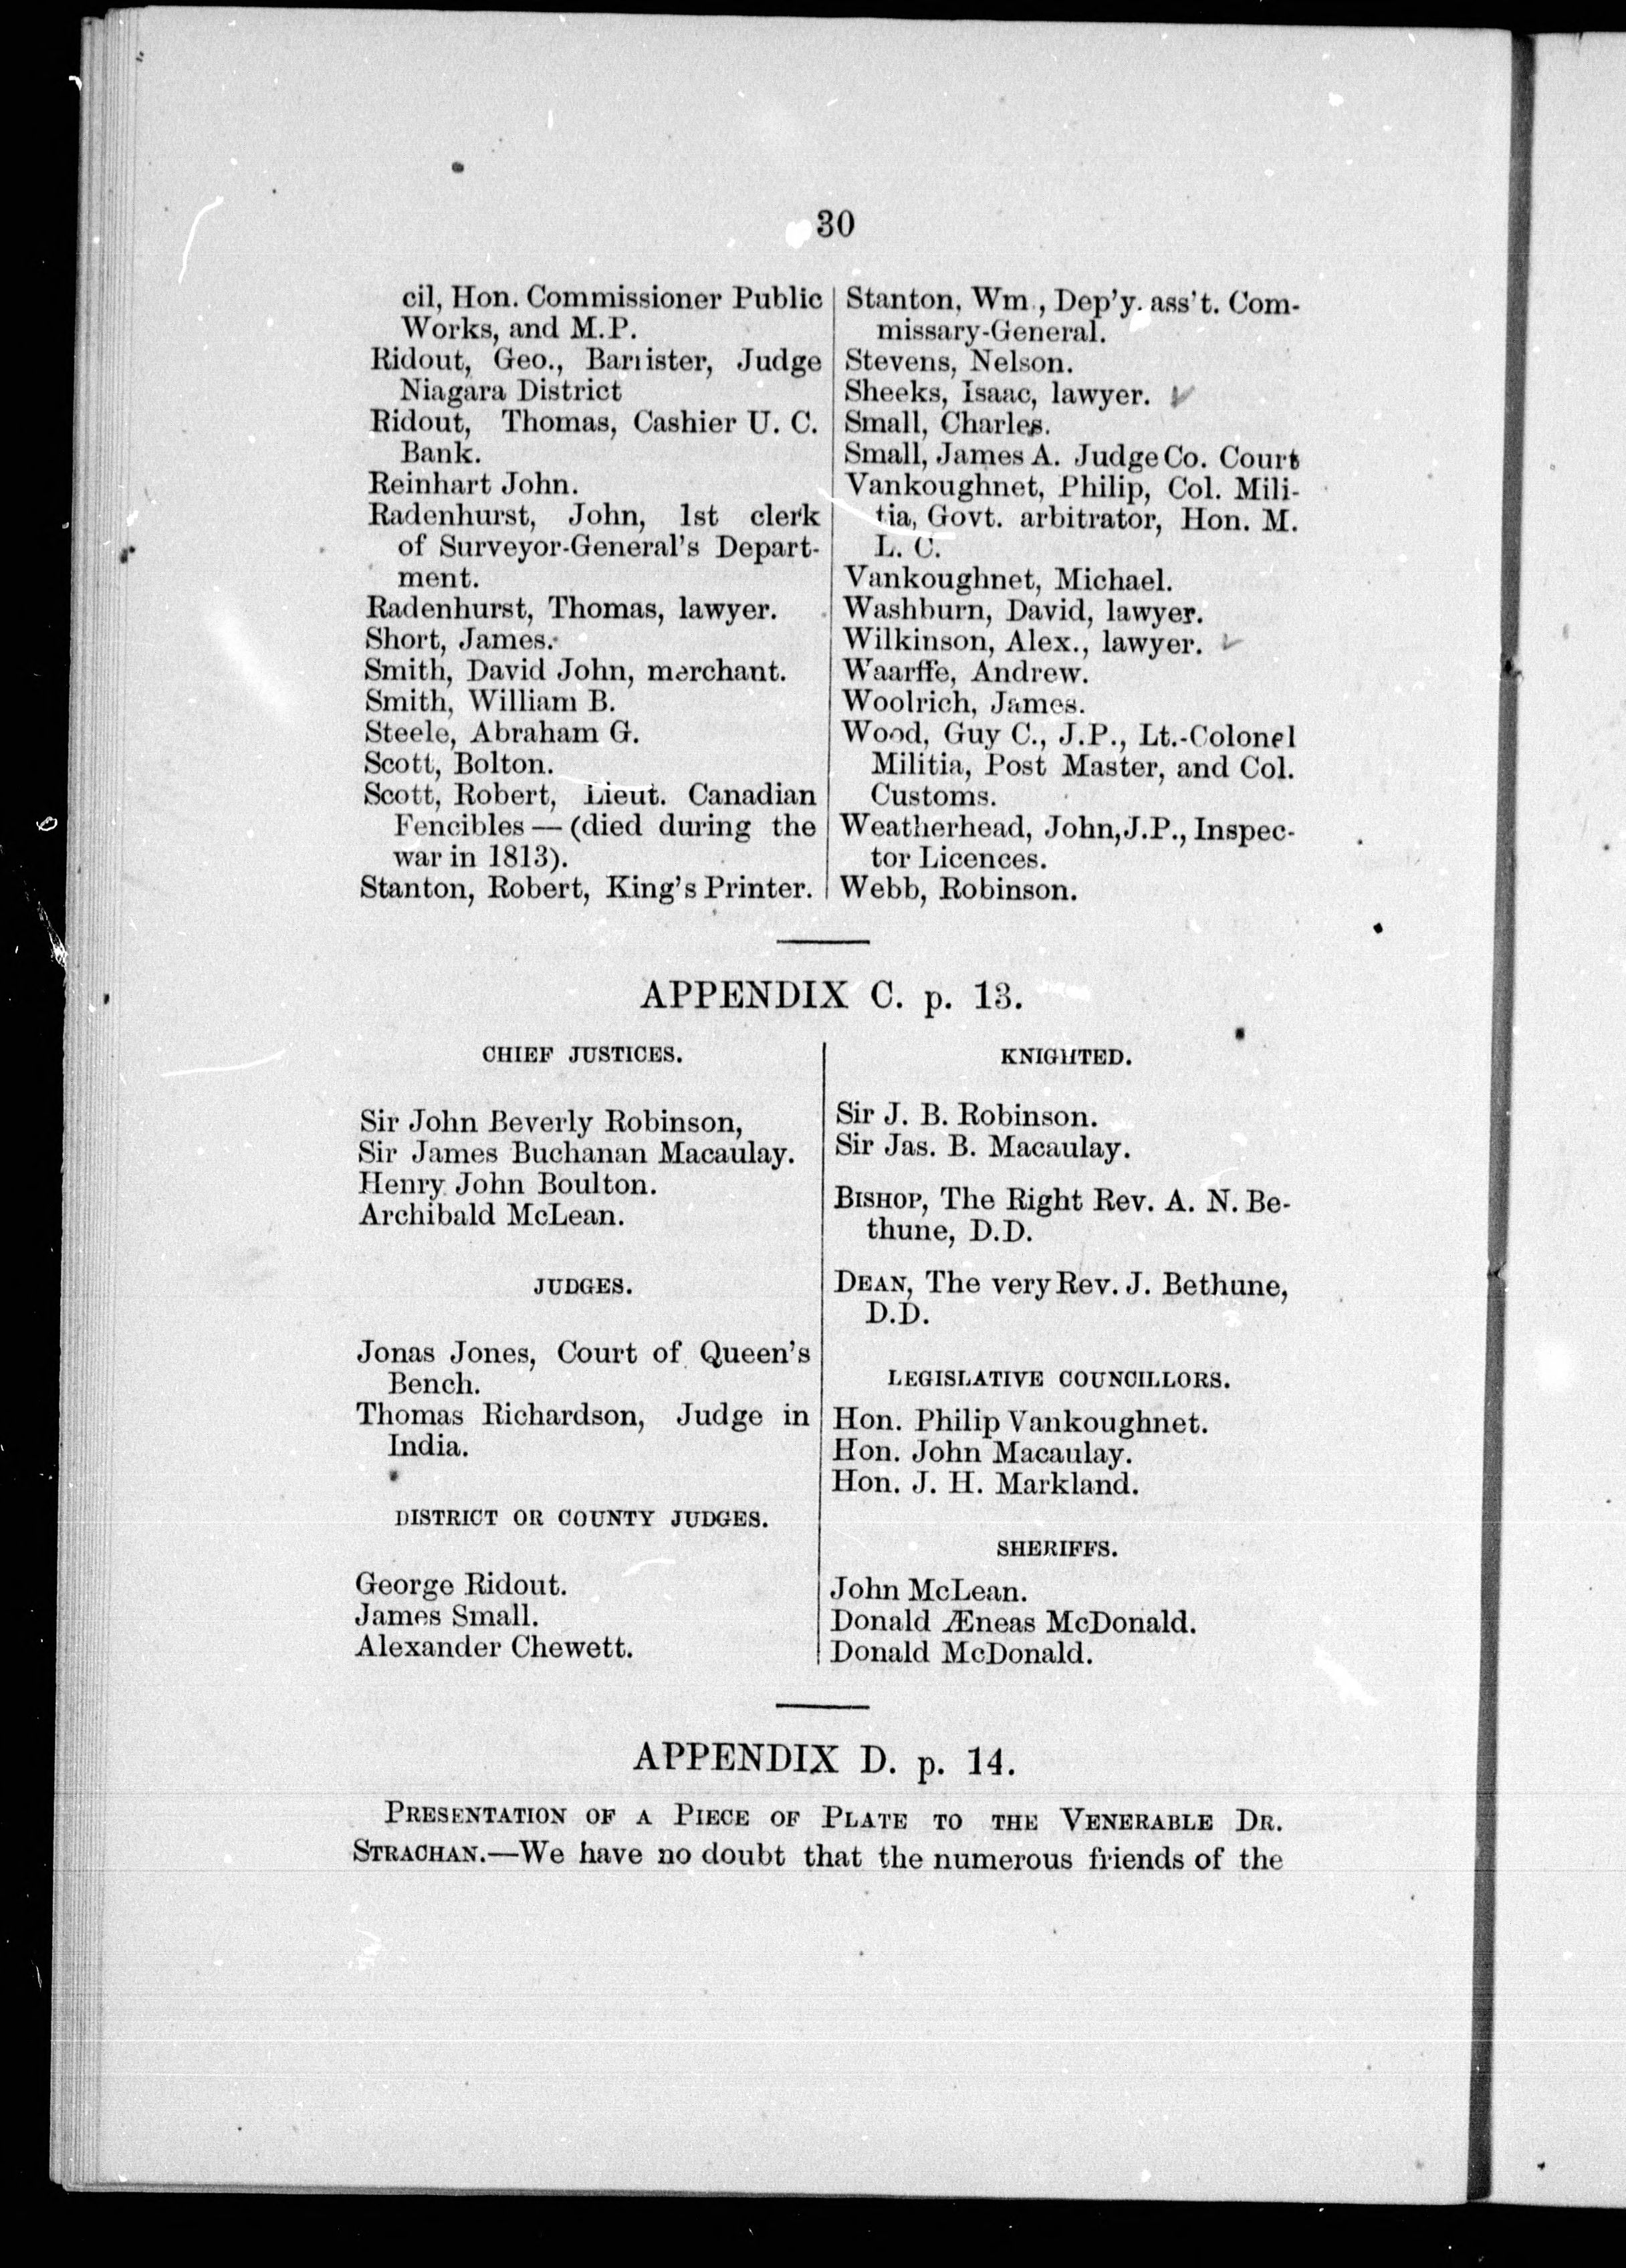 30
cil, Hon. Commissioner Public
Works, and M.P.
Ridout, Geo., Barrister, Judge
Niagara District
Ridout, Thomas, Cashier U. C.
Bank.
Reinhart John.
Radenhurst, John, 1st clerk
of Surveyor-General's Depart-
ment.
Radenhurst, Thomas, lawyer.
Short, James.
Smith, David John, merchant.
Smith, William B.
Steele, Abraham G.
Scott, Bolton.
Scott, Robert, Lieut. Canadian
Fencibles — (died during the
war in 1813).
Stanton, Robert, King's Printer.
Stanton, Wm., Dep'y. ass't. Com-
missary-General.
Stevens, Nelson.
Sheeks, Isaac, lawyer.
Small, Charles.
Small, James A. Judge Co. Court
Vankoughnet, Philip, Col. Mili-
tia, Govt. arbitrator, Hon. M.
L. C.
Vankoughnet, Michael.
Washburn, David, lawyer.
Wilkinson, Alex., lawyer.
Waarffe, Andrew.
Woolrich, James.
Wood, Guy C., J.P., Lt.-Colonel
Militia, Post Master, and Col.
Customs.
Weatherhead, John, J.P., Inspec-
tor Licences.
Webb, Robinson.
APPENDIX C. p. 13.
CHIEF JUSTICES.
Sir John Beverly Robinson,
Sir James Buchanan Macaulay.
Henry John Boulton.
Archibald McLean.
JUDGES.
Jonas Jones, Court of Queen's
Bench.
Thomas Richardson, Judge in
India.
DISTRICT OR COUNTY JUDGES.
George Ridout.
James Small.
Alexander Chewett.
KNIGHTED.
Sir J. B. Robinson.
Sir Jas. B. Macaulay.
BISHOP, The Right Rev. A. N. Be-
thune, D.D.
DEAN, The very Rev. J. Bethune,
D.D.
LEGISLATIVE COUNCILLORS.
Hon. Philip Vankoughnet.
Hon. John Macaulay.
Hon. J. H. Markland.
SHERIFFS.
John McLean.
Donald Æneas McDonald.
Donald McDonald.
APPENDIX D. p. 14.
PRESENTATION OF A PIECE OF PLATE TO THE VENERABLE DR.
STRACHAN.—We have no doubt that the numerous friends of the